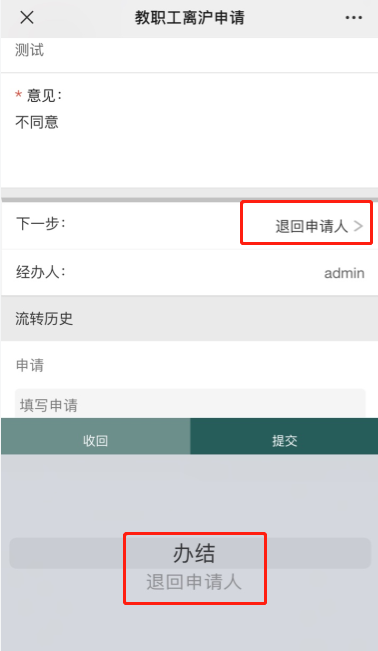 教职工离沪申请
测试
* 意见：
不同意
下一步：
退回申请人 >
经办人：
admin
流转历史
申请
填写申请
收回
提交
办结
退回申请人